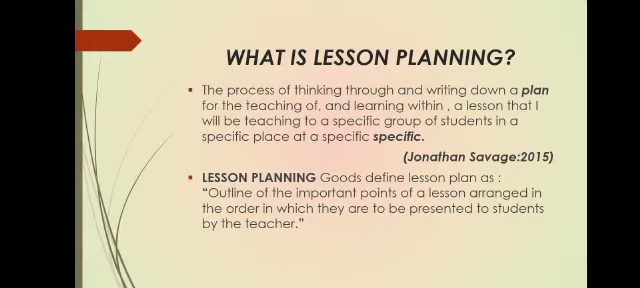 WHAT IS LESSON PLANNING?
The process of thinking through and writing down a plan
for the teaching of, and learning within , a lesson that I
will be teaching to a specific group of students in a
specific place at a specific specific.
(Jonathan Savage:2015)
LESSON PLANNING Goods define lesson plan as :
“Outline of the important points of a lesson arranged in
the order in which they are to be presented to students
by the teacher.”